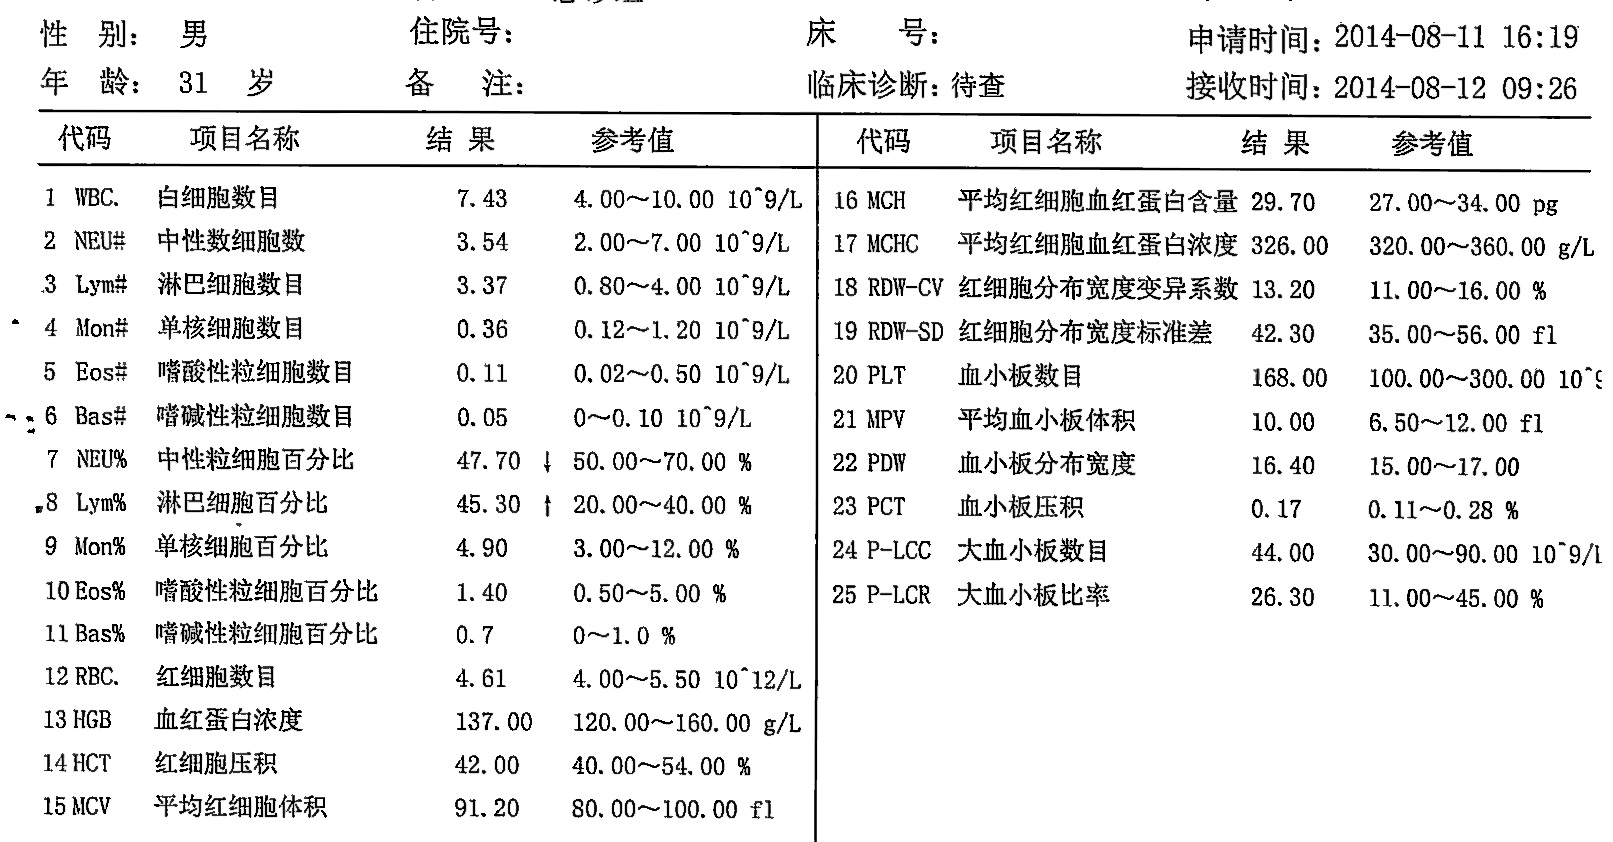 性 别： 男 住院号： 床 号： 申请时间：2014-08-11 16:19
年 龄： 31 岁 备 注： 临床诊断：待查 接收时间：2014-08-12 09:26
代码 项目名称 结 果 参考值
1 WBC. 白细胞数目 7.43 4.00～10.00 10^9/L
2 NEU# 中性数细胞数 3.54 2.00～7.00 10^9/L
3 Lym# 淋巴细胞数目 3.37 0.80～4.00 10^9/L
4 Mon# 单核细胞数目 0.36 0.12～1.20 10^9/L
5 Eos# 嗜酸性粒细胞数目 0.11 0.02～0.50 10^9/L
6 Bas# 嗜碱性粒细胞数目 0.05 0～0.10 10^9/L
7 NEU% 中性粒细胞百分比 47.70 ↓ 50.00～70.00 %
8 Lym% 淋巴细胞百分比 45.30 ↑ 20.00～40.00 %
9 Mon% 单核细胞百分比 4.90 3.00～12.00 %
10 Eos% 嗜酸性粒细胞百分比 1.40 0.50～5.00 %
11 Bas% 嗜碱性粒细胞百分比 0.7 0～1.0 %
12 RBC. 红细胞数目 4.61 4.00～5.50 10^12/L
13 HGB 血红蛋白浓度 137.00 120.00～160.00 g/L
14 HCT 红细胞压积 42.00 40.00～54.00 %
15 MCV 平均红细胞体积 91.20 80.00～100.00 fl
代码 项目名称 结 果 参考值
16 MCH 平均红细胞血红蛋白含量 29.70 27.00～34.00 pg
17 MCHC 平均红细胞血红蛋白浓度 326.00 320.00～360.00 g/L
18 RDW-CV 红细胞分布宽度变异系数 13.20 11.00～16.00 %
19 RDW-SD 红细胞分布宽度标准差 42.30 35.00～56.00 fl
20 PLT 血小板数目 168.00 100.00～300.00 10^9
21 MPV 平均血小板体积 10.00 6.50～12.00 fl
22 PDW 血小板分布宽度 16.40 15.00～17.00
23 PCT 血小板压积 0.17 0.11～0.28 %
24 P-LCC 大血小板数目 44.00 30.00～90.00 10^9/L
25 P-LCR 大血小板比率 26.30 11.00～45.00 %